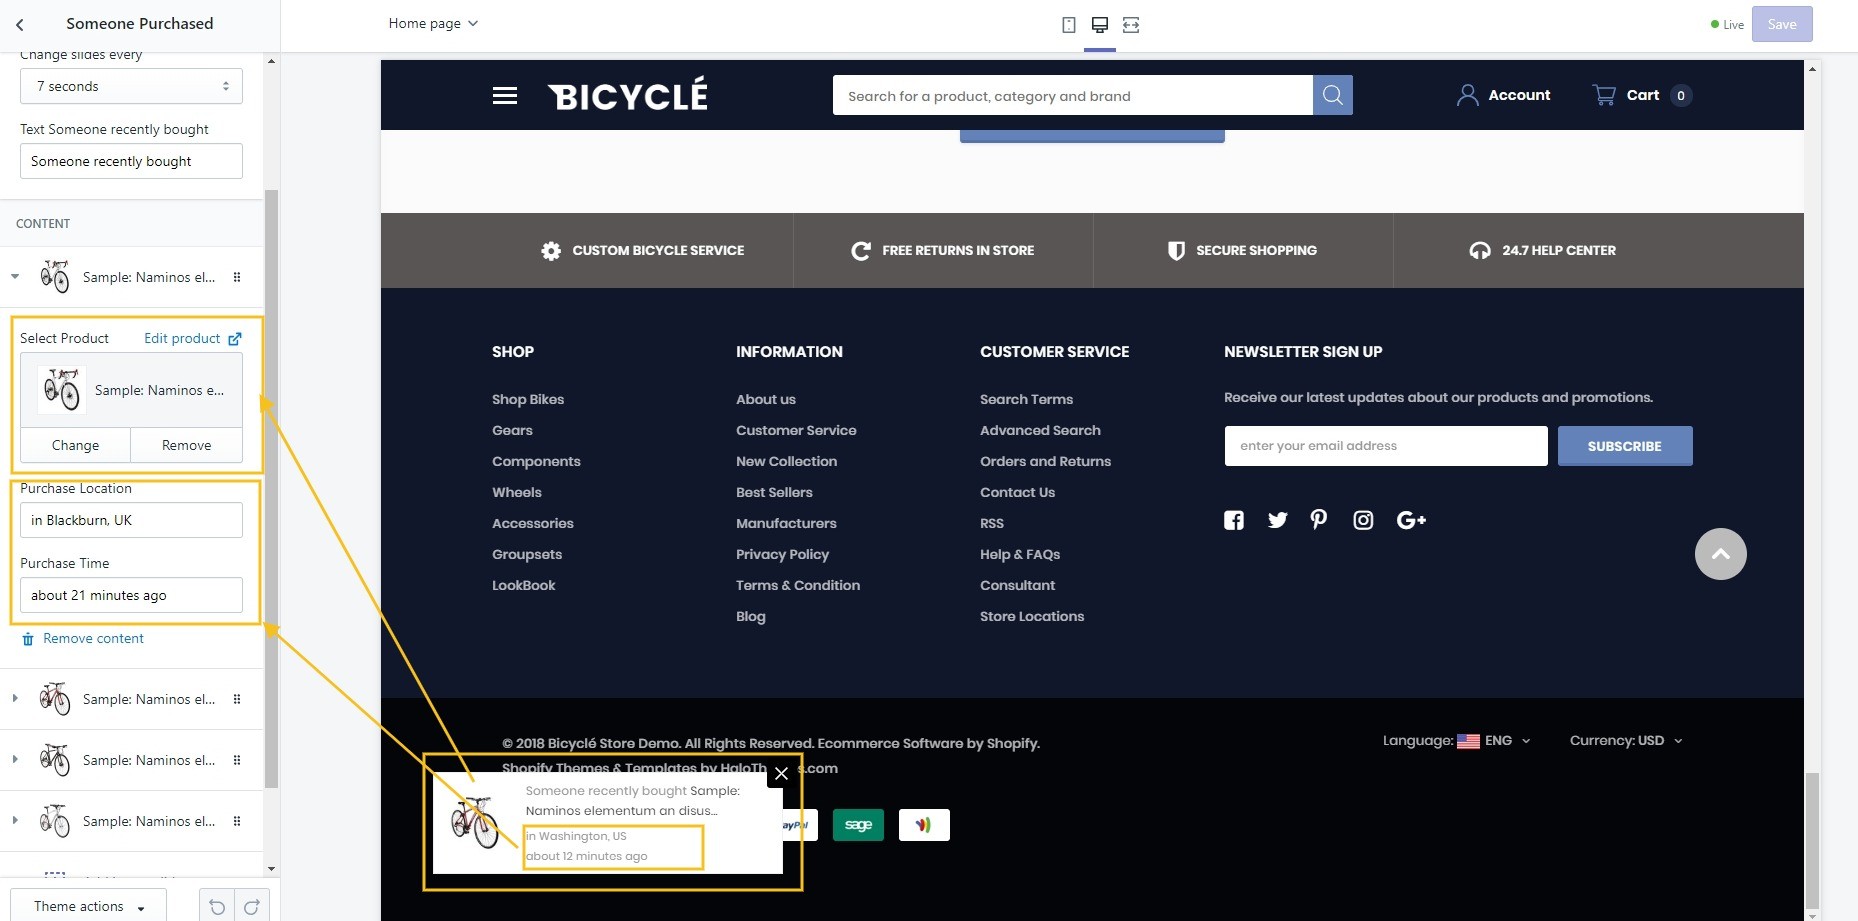 Someone Purchased
Home page
Live
Save
Change slides every
7 seconds
Text Someone recently bought
Someone recently bought
CONTENT
Sample: Naminos el...
Select Product
Edit product
Sample: Naminos e...
Change
Remove
Purchase Location
in Blackburn, UK
Purchase Time
about 21 minutes ago
Remove content
Sample: Naminos el...
Sample: Naminos el...
Sample: Naminos el...
Theme actions
BICYCLÉ
Search for a product, category and brand
Account
Cart 0
CUSTOM BICYCLE SERVICE
FREE RETURNS IN STORE
SECURE SHOPPING
24.7 HELP CENTER
SHOP
Shop Bikes
Gears
Components
Wheels
Accessories
Groupsets
LookBook
INFORMATION
About us
Customer Service
New Collection
Best Sellers
Manufacturers
Privacy Policy
Terms & Condition
Blog
CUSTOMER SERVICE
Search Terms
Advanced Search
Orders and Returns
Contact Us
RSS
Help & FAQs
Consultant
Store Locations
NEWSLETTER SIGN UP
Receive our latest updates about our products and promotions.
enter your email address
SUBSCRIBE
G+
© 2018 Bicyclé Store Demo. All Rights Reserved. Ecommerce Software by Shopify.
Shopify Themes & Templates by HaloTh s.com
Language: ENG
Currency: USD
Someone recently bought Sample:
Naminos elementum an disus...
in Washington, US
about 12 minutes ago
ayPal
sage